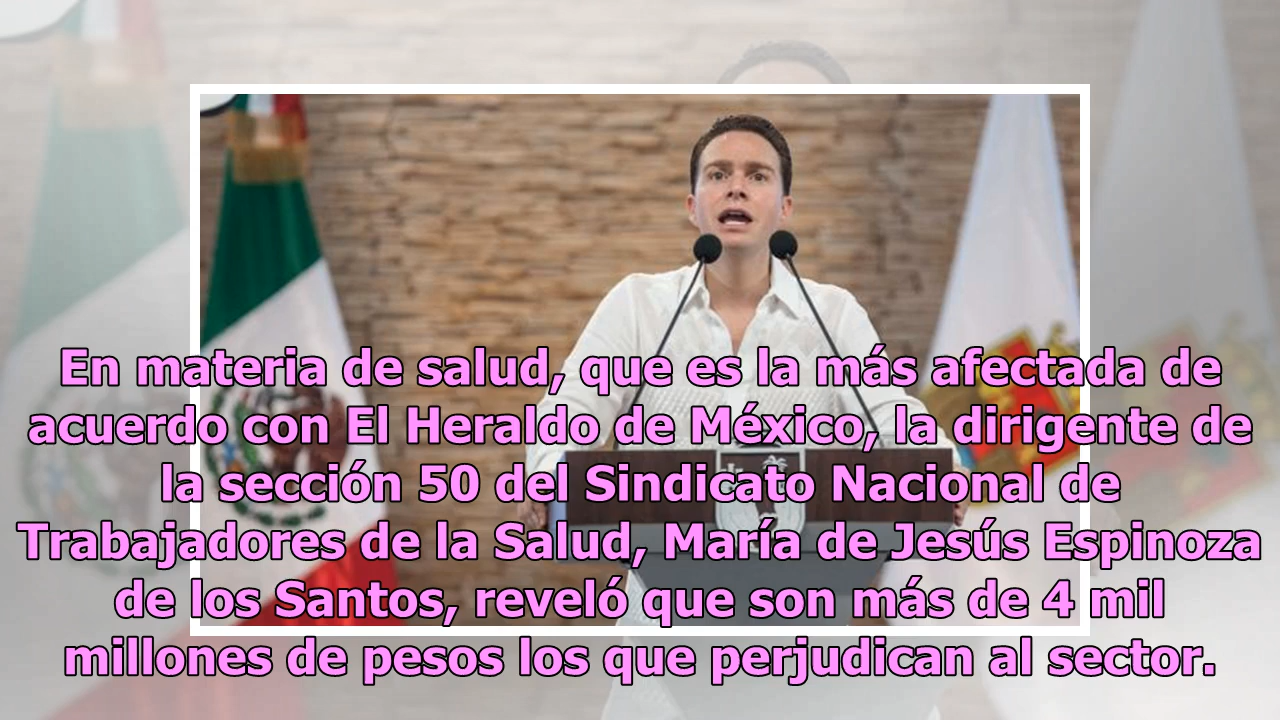 En materia de salud, que es la más afectada de
acuerdo con El Heraldo de México, la dirigente de
la sección 50 del Sindicato Nacional de
Trabajadores de la Salud, María de Jesús Espinoza
de los Santos, reveló que son más de 4 mil
millones de pesos los que perjudican al sector.